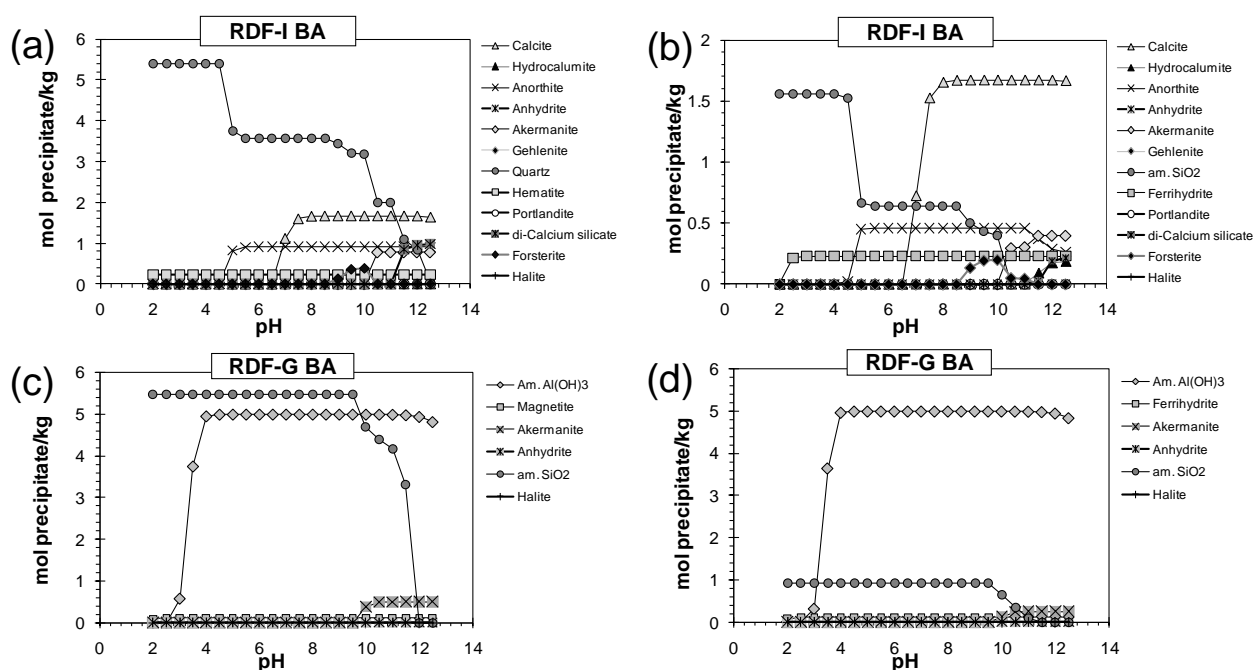 (a)
RDF-I BA
mol precipitate/kg
6
5
4
3
2
1
0
0 2 4 6 8 10 12 14
pH
Calcite
Hydrocalumite
Anorthite
Anhydrite
Akermanite
Gehlenite
Quartz
Hematite
Portlandite
di-Calcium silicate
Forsterite
Halite
(b)
RDF-I BA
mol precipitate/kg
2
1.5
1
0.5
0
0 2 4 6 8 10 12 14
pH
Calcite
Hydrocalumite
Anorthite
Anhydrite
Akermanite
Gehlenite
am. SiO2
Ferrihydrite
Portlandite
di-Calcium silicate
Forsterite
Halite
(c)
RDF-G BA
mol precipitate/kg
6
5
4
3
2
1
0
0 2 4 6 8 10 12 14
pH
Am. Al(OH)3
Magnetite
Akermanite
Anhydrite
am. SiO2
Halite
(d)
RDF-G BA
mol precipitate/kg
6
5
4
3
2
1
0
0 2 4 6 8 10 12 14
pH
Am. Al(OH)3
Ferrihydrite
Akermanite
Anhydrite
am. SiO2
Halite